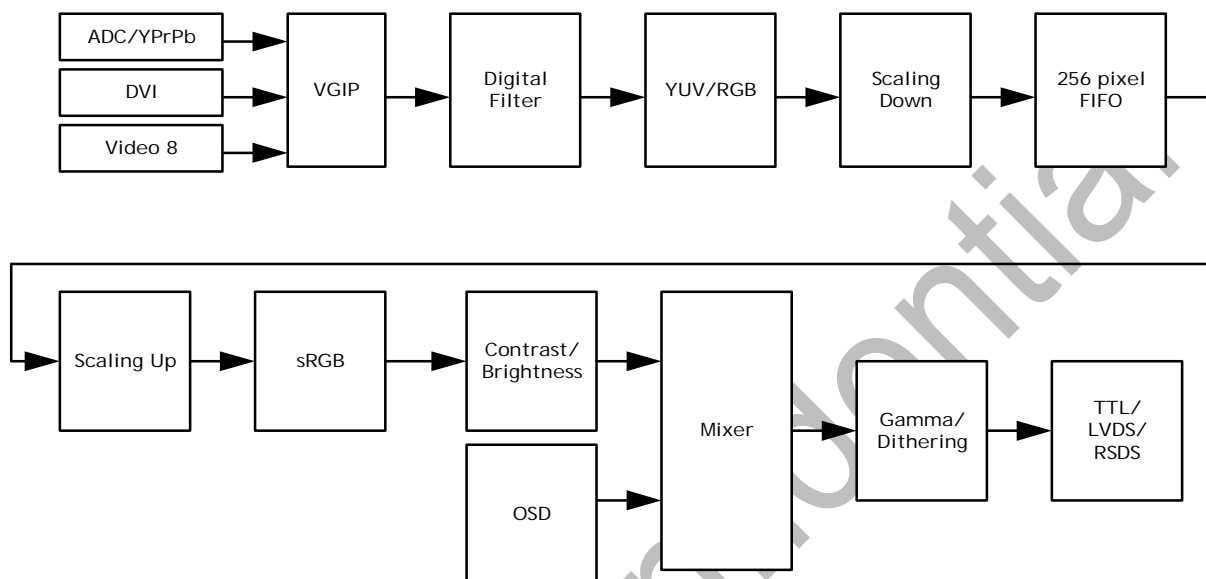 ADC/YPrPb
DVI
Video 8
VGIP
Digital
Filter
YUV/RGB
Scaling
Down
256 pixel
FIFO
Scaling Up
sRGB
Contrast/
Brightness
OSD
Mixer
Gamma/
Dithering
TTL/
LVDS/
RSDS